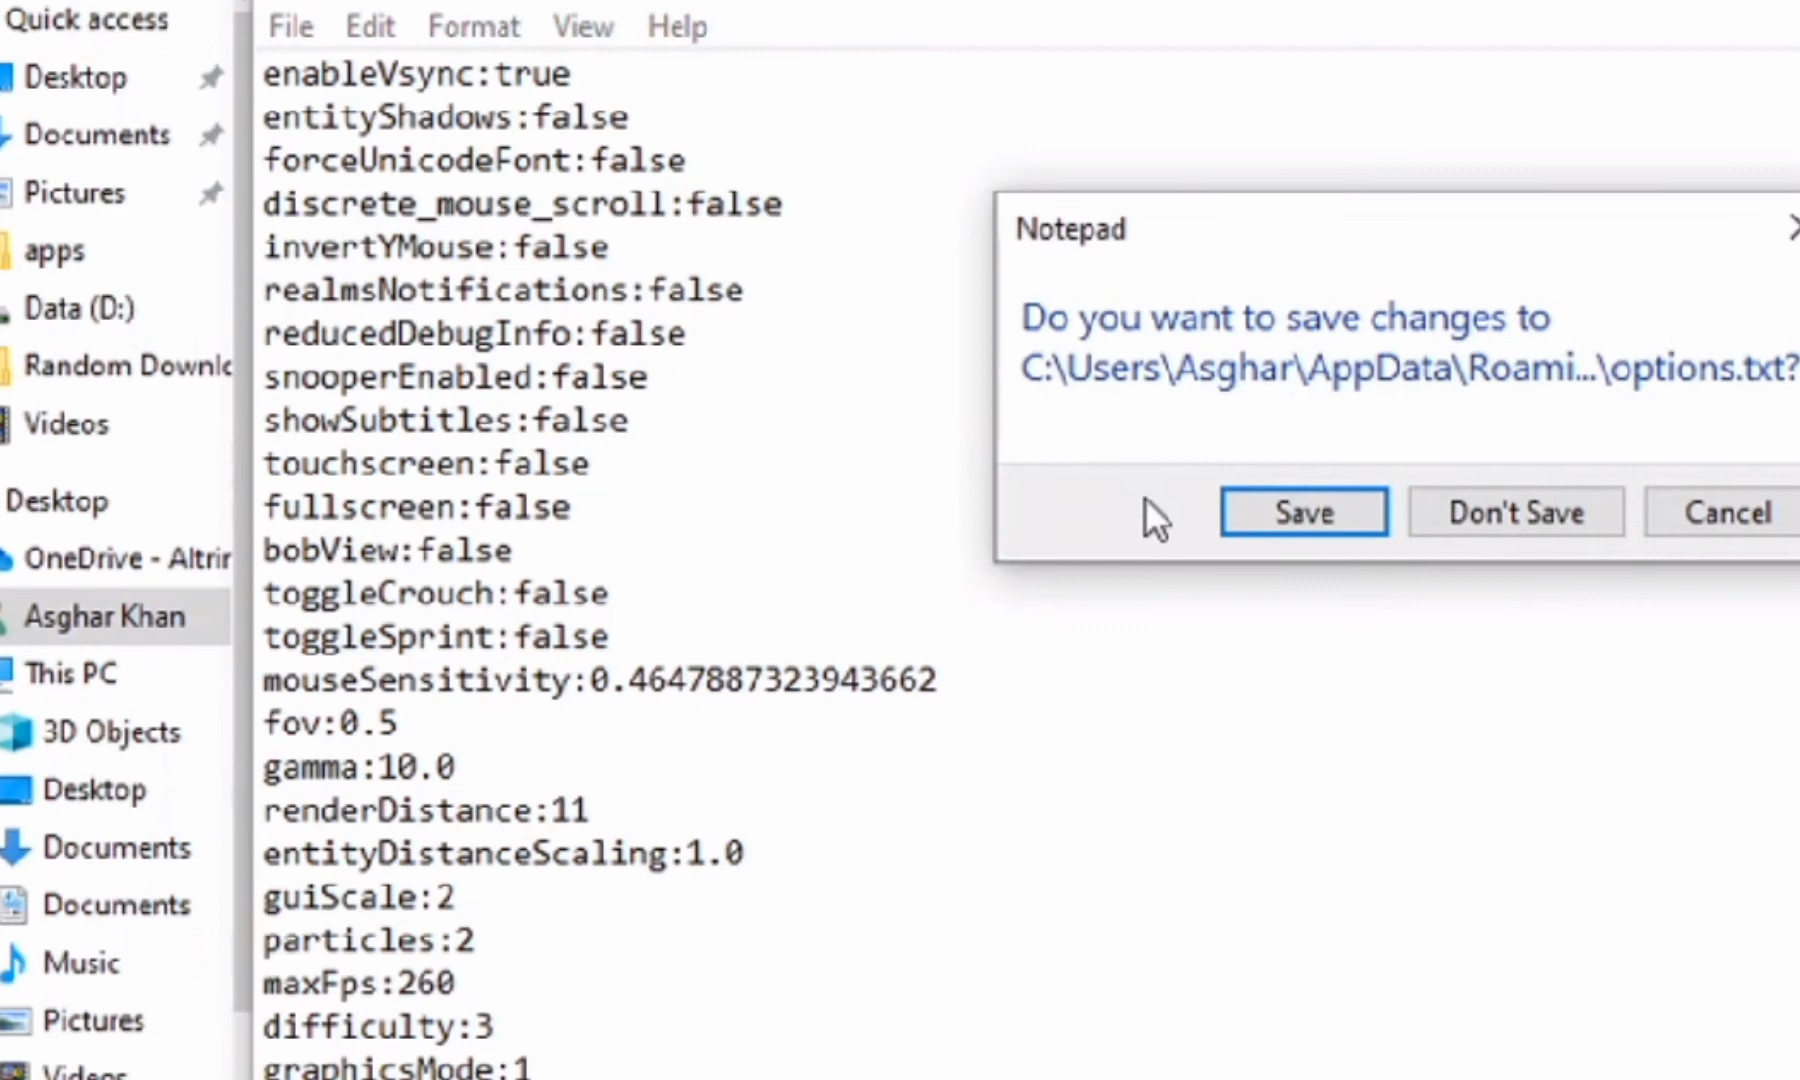 Quick access
Desktop
Documents
Pictures
apps
Data (D:)
Random Downlo
Videos
Desktop
OneDrive - Altrin
Asghar Khan
This PC
3D Objects
Desktop
Documents
Documents
Music
Pictures
Videos
File Edit Format View Help
enableVsync:true
entityShadows:false
forceUnicodeFont:false
discrete_mouse_scroll:false
invertYMouse:false
realmsNotifications:false
reducedDebugInfo:false
snooperEnabled:false
showSubtitles:false
touchscreen:false
fullscreen:false
bobView:false
toggleCrouch:false
toggleSprint:false
mouseSensitivity:0.4647887323943662
fov:0.5
gamma:10.0
renderDistance:11
entityDistanceScaling:1.0
guiScale:2
particles:2
maxFps:260
difficulty:3
graphicsMode:1
Notepad
Do you want to save changes to
C:\Users\Asghar\AppData\Roami...\options.txt?
Save Don't Save Cancel